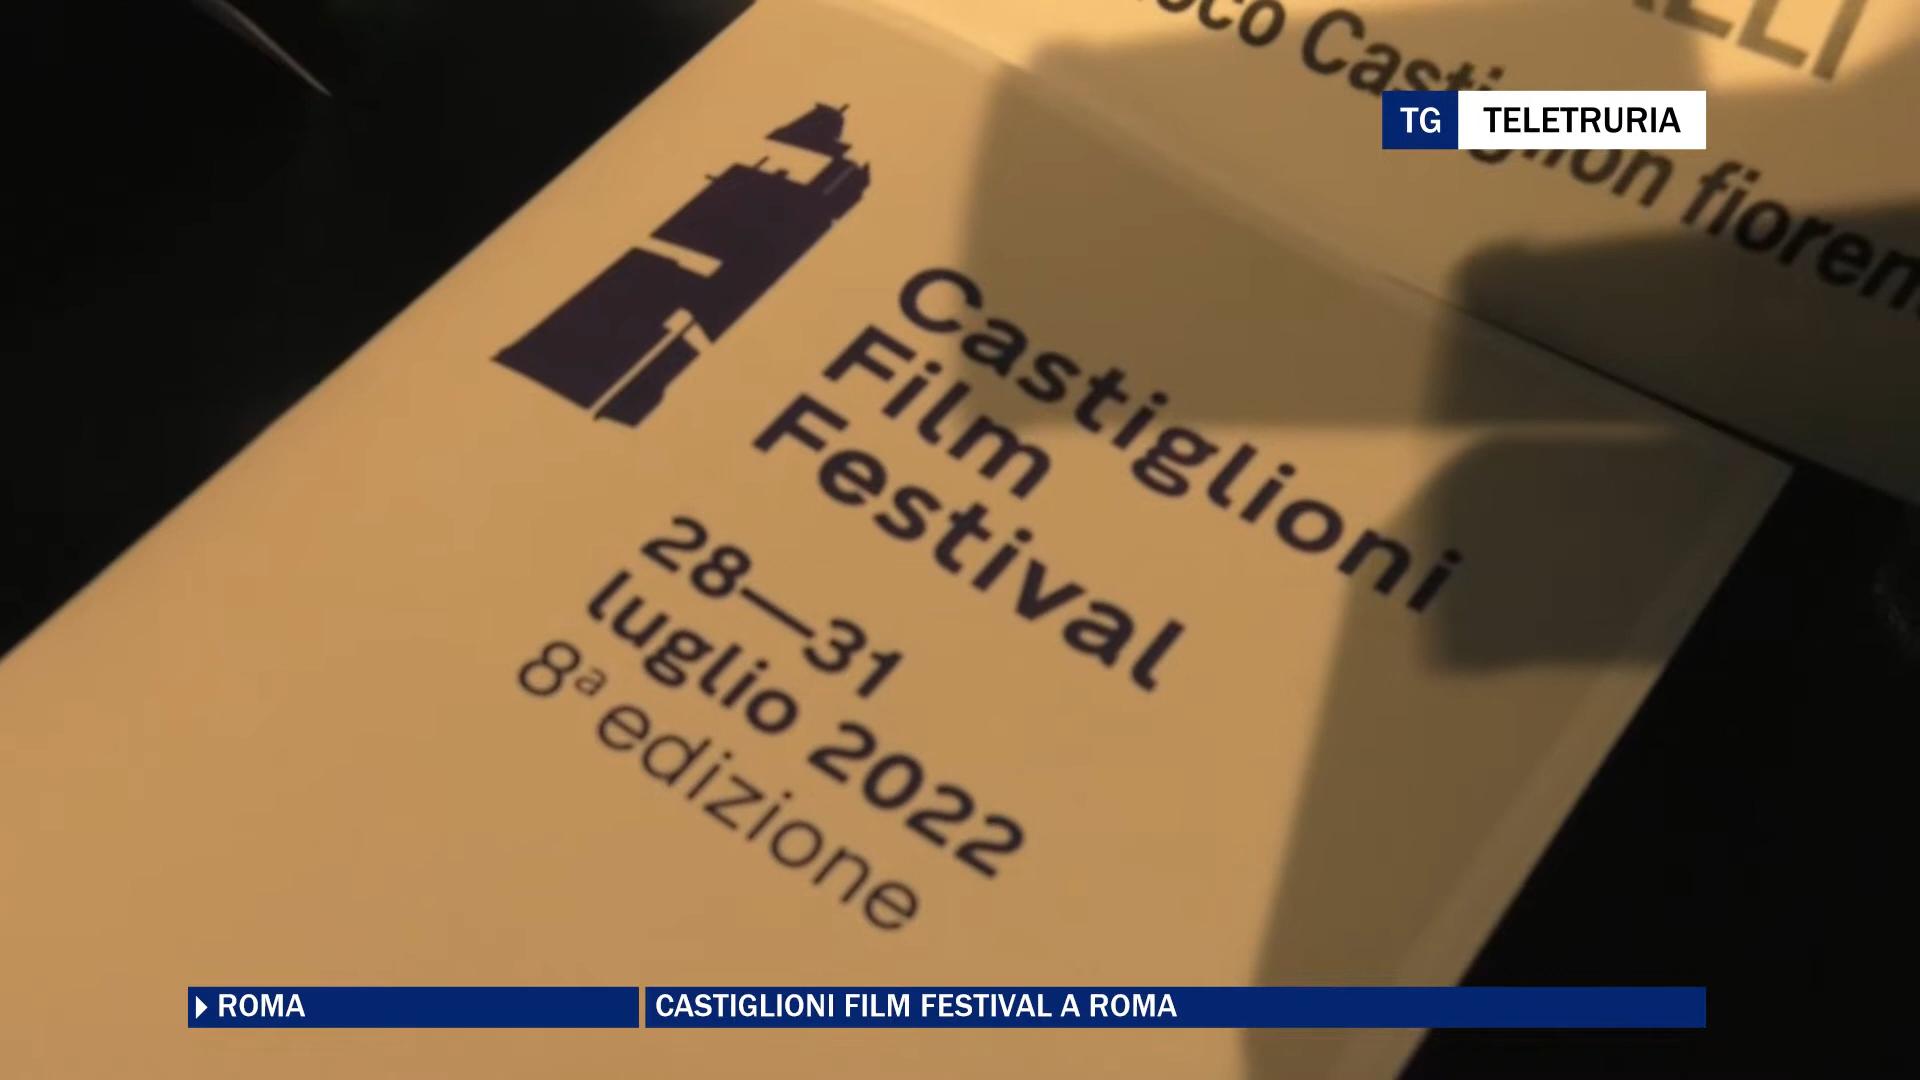 TG TELETRURIA
Castiglioni
Film
Festival
28—31
luglio 2022
8ª edizione
ROMA
CASTIGLIONI FILM FESTIVAL A ROMA